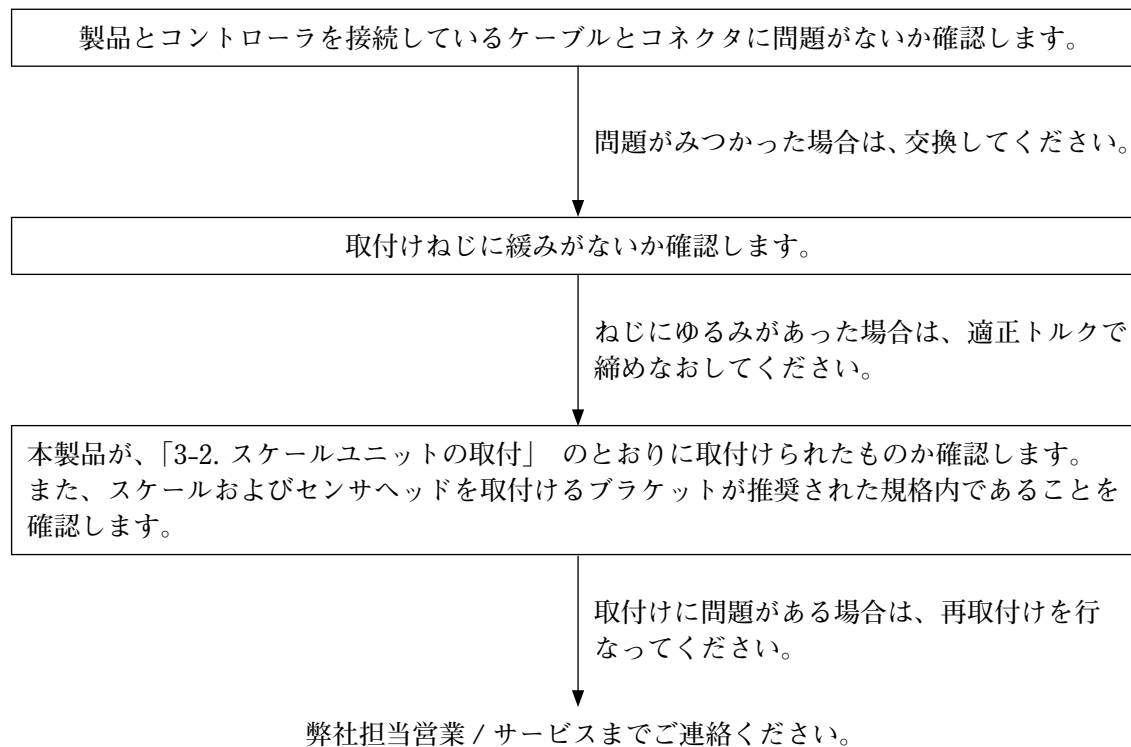 製品とコントローラを接続しているケーブルとコネクタに問題がないか確認します。
問題がみつかった場合は、交換してください。
取付けねじに緩みがないか確認します。
ねじにゆるみがあった場合は、適正トルクで
締めなおしてください。
本製品が、「3-2. スケールユニットの取付」 のとおりに取付けられたものか確認します。
また、スケールおよびセンサヘッドを取付けるブラケットが推奨された規格内であることを
確認します。
取付けに問題がある場合は、再取付けを行
なってください。
弊社担当営業 / サービスまでご連絡ください。